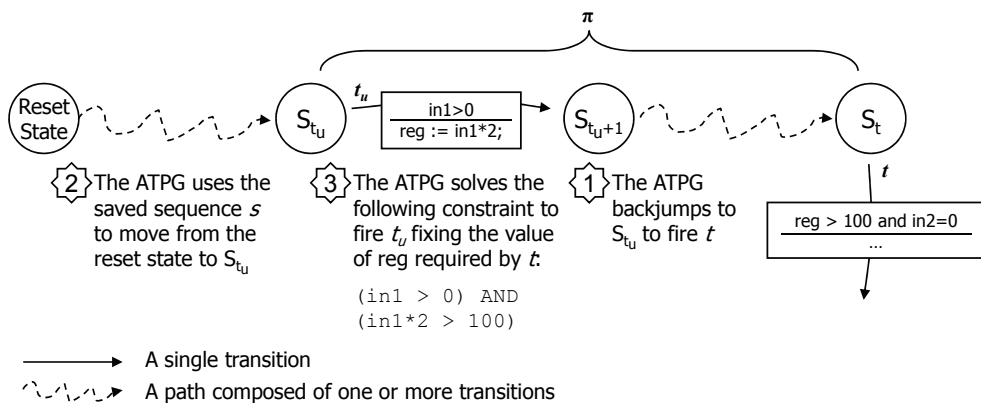 π
Reset
State
S_tu
t_u
in1>0
reg := in1*2;
S_tu+1
S_t
t
2 The ATPG uses the
saved sequence s
to move from the
reset state to S_tu
3 The ATPG solves the
following constraint to
fire t_u fixing the value
of reg required by t:
(in1 > 0) AND
(in1*2 > 100)
1 The ATPG
backjumps to
S_tu to fire t
reg > 100 and in2=0
...
A single transition
A path composed of one or more transitions